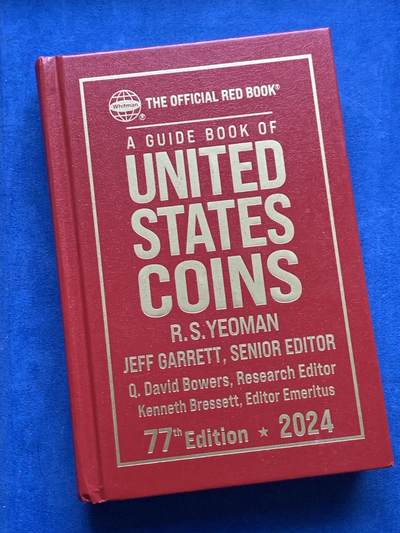 Whitman®
THE OFFICIAL RED BOOK®
A GUIDE BOOK OF
UNITED
STATES
COINS
R.S. YEOMAN
JEFF GARRETT, SENIOR EDITOR
Q. David Bowers, Research Editor
Kenneth Bressett, Editor Emeritus
77th Edition ★ 2024